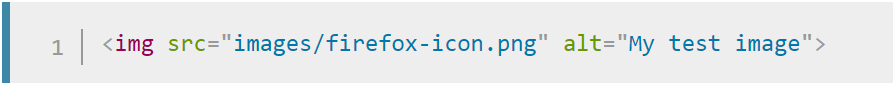 1 <img src="images/firefox-icon.png" alt="My test image">